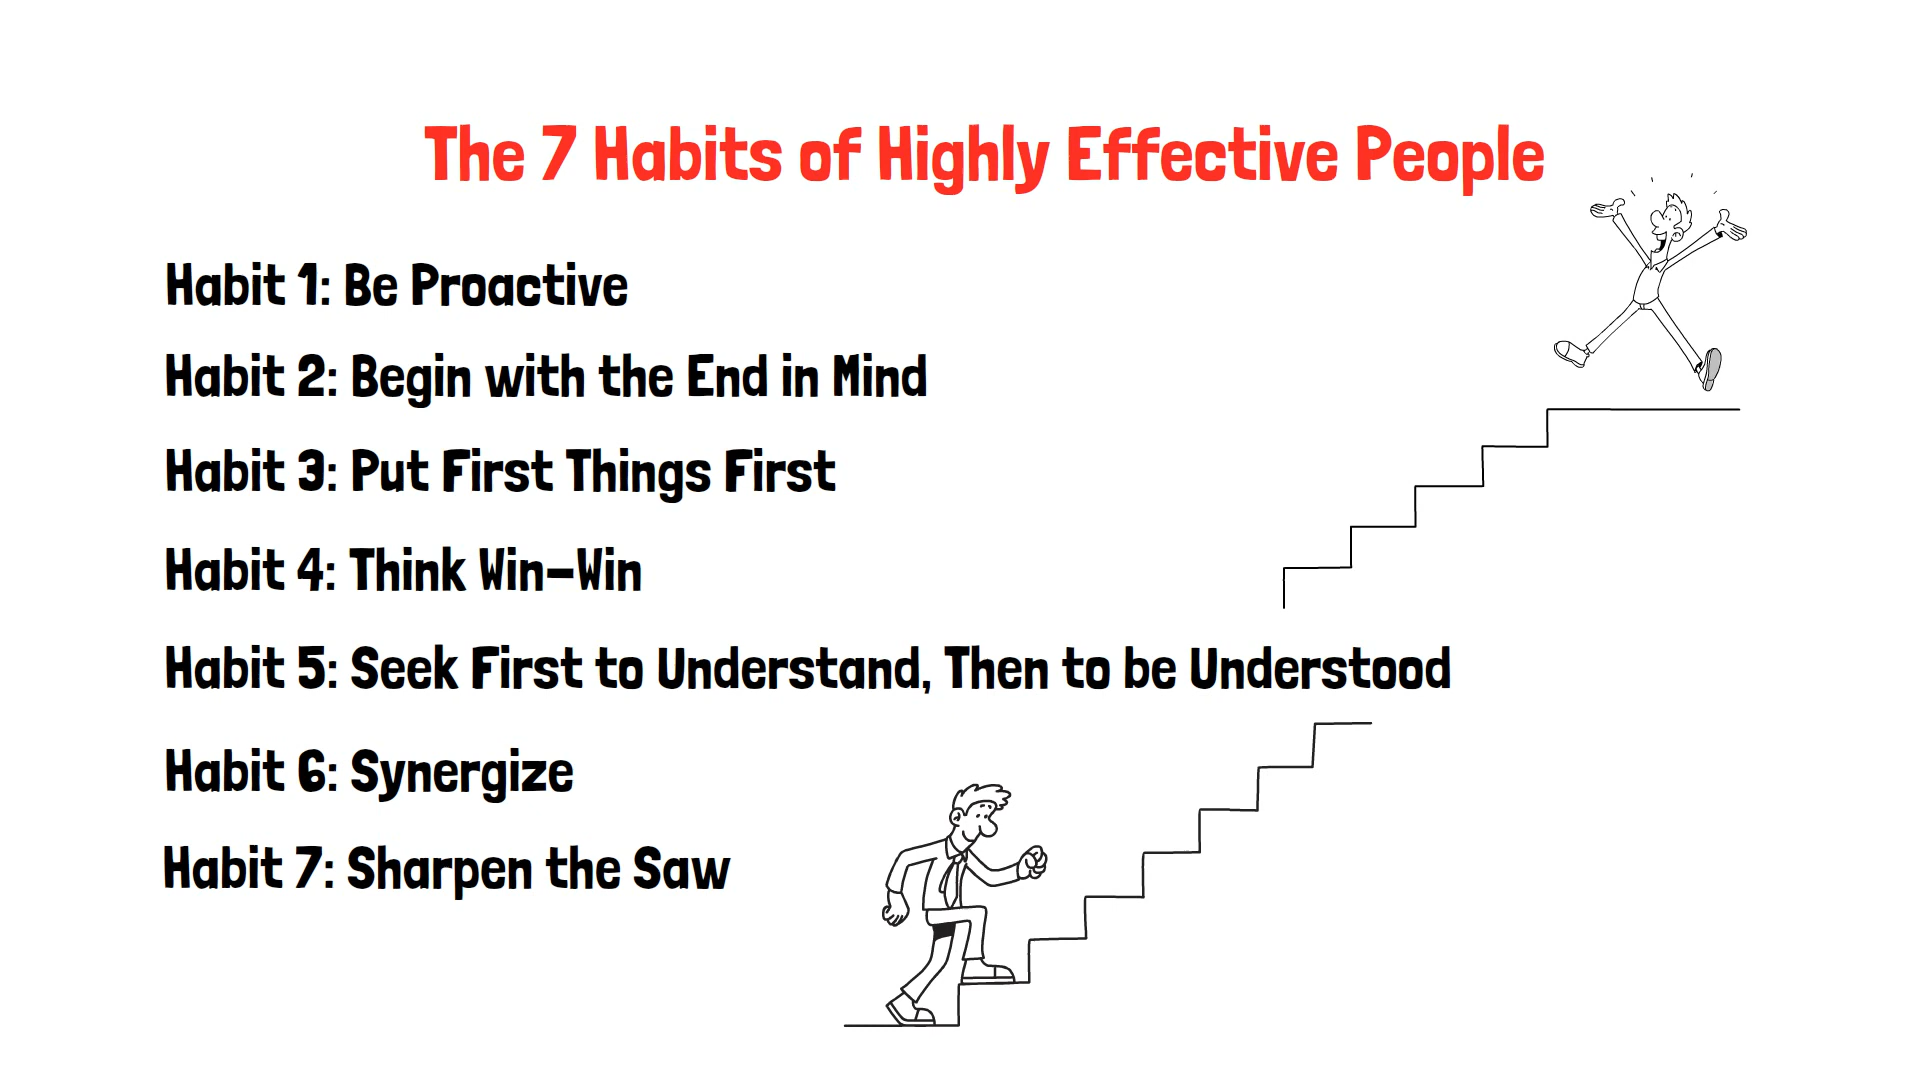 The 7 Habits of Highly Effective People
Habit 1: Be Proactive
Habit 2: Begin with the End in Mind
Habit 3: Put First Things First
Habit 4: Think Win-Win
Habit 5: Seek First to Understand, Then to be Understood
Habit 6: Synergize
Habit 7: Sharpen the Saw